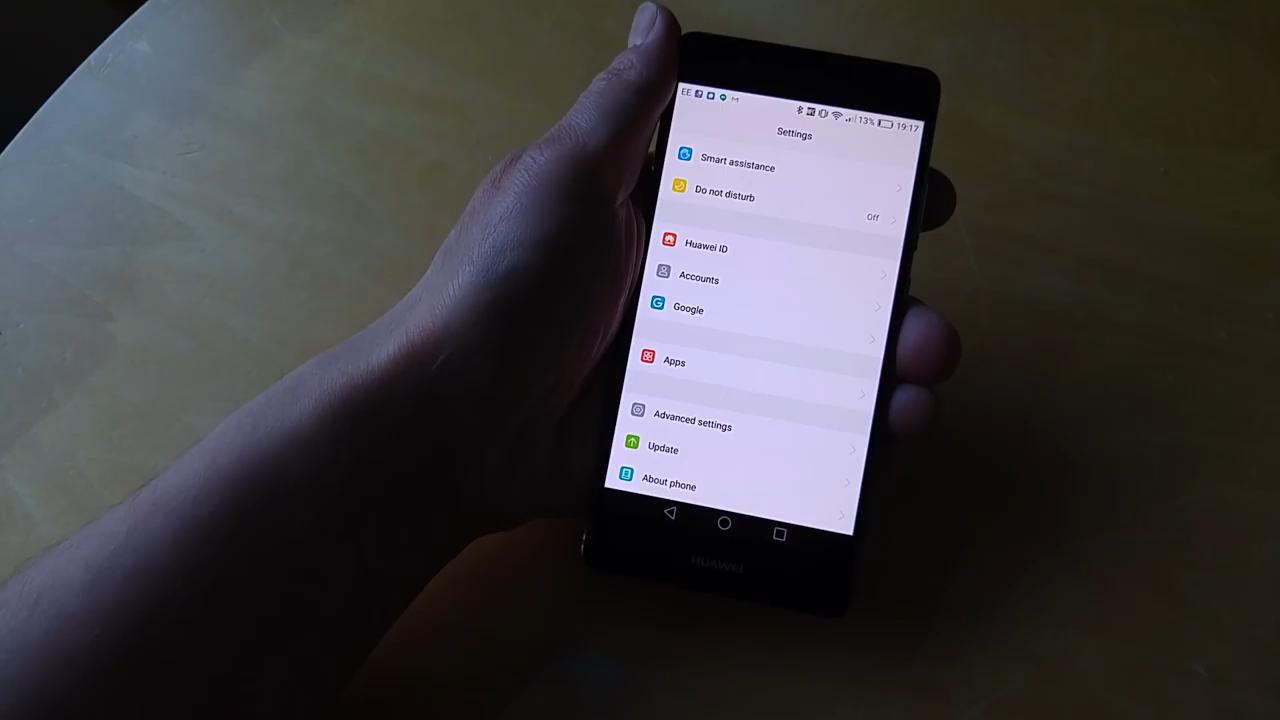 EE 13% 19:17
Settings
Smart assistance
Do not disturb
Off
Huawei ID
Accounts
Google
Apps
Advanced settings
Update
About phone
HUAWEI